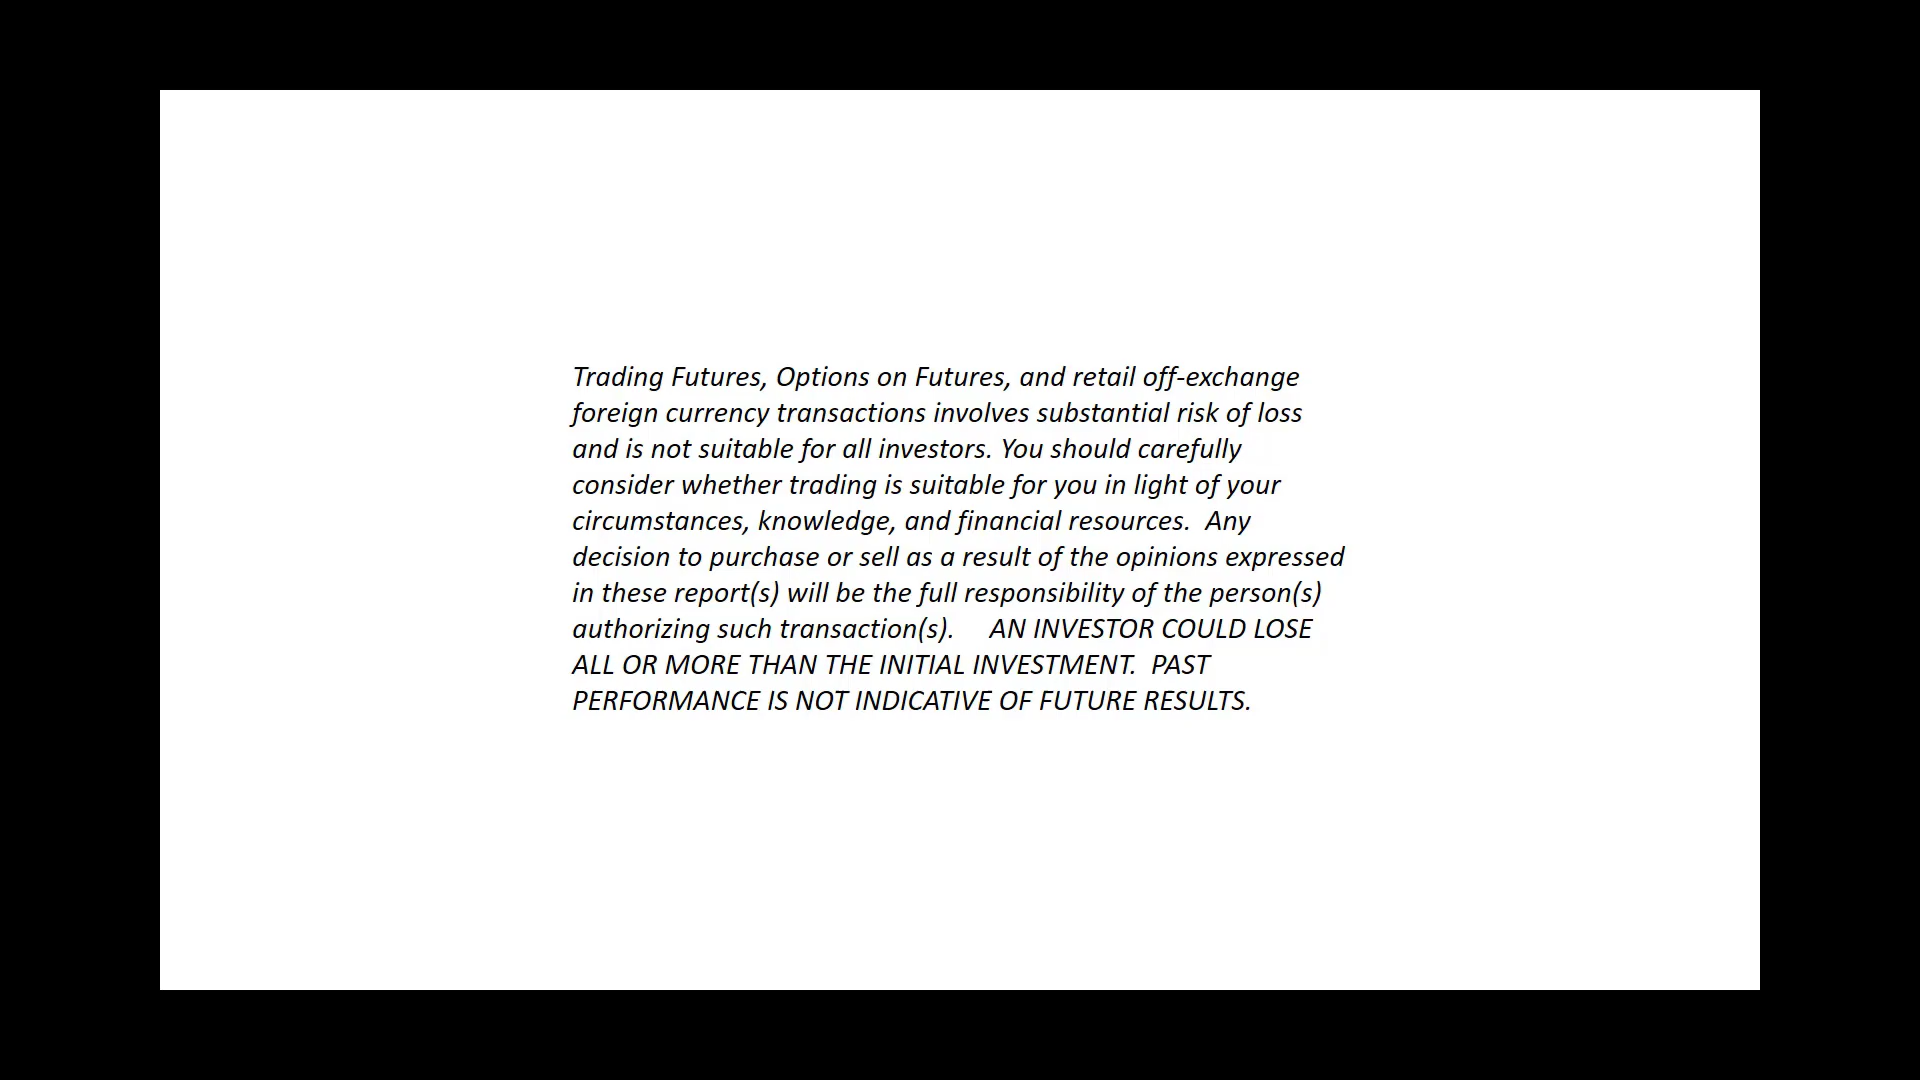 Trading Futures, Options on Futures, and retail off-exchange
foreign currency transactions involves substantial risk of loss
and is not suitable for all investors. You should carefully
consider whether trading is suitable for you in light of your
circumstances, knowledge, and financial resources.  Any
decision to purchase or sell as a result of the opinions expressed
in these report(s) will be the full responsibility of the person(s)
authorizing such transaction(s).     AN INVESTOR COULD LOSE
ALL OR MORE THAN THE INITIAL INVESTMENT.  PAST
PERFORMANCE IS NOT INDICATIVE OF FUTURE RESULTS.